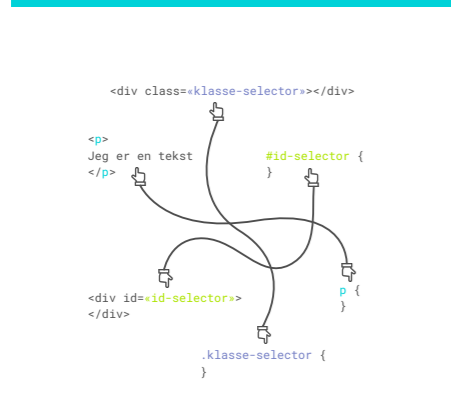 <div class=«klasse-selector»></div>
<p>
Jeg er en tekst
</p>
#id-selector {
}
<div id=«id-selector»>
</div>
p {
}
.klasse-selector {
}